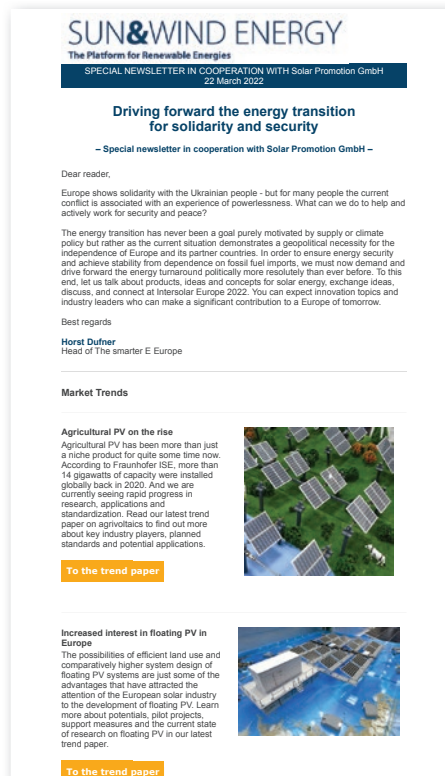 SUN&WIND ENERGY
The Platform for Renewable Energies
SPECIAL NEWSLETTER IN COOPERATION WITH Solar Promotion GmbH
22 March 2022
Driving forward the energy transition
for solidarity and security
– Special newsletter in cooperation with Solar Promotion GmbH –
Dear reader,
Europe shows solidarity with the Ukrainian people - but for many people the current
conflict is associated with an experience of powerlessness. What can we do to help and
actively work for security and peace?
The energy transition has never been a goal purely motivated by supply or climate
policy but rather as the current situation demonstrates a geopolitical necessity for the
independence of Europe and its partner countries. In order to ensure energy security
and achieve stability from dependence on fossil fuel imports, we must now demand and
drive forward the energy turnaround politically more resolutely than ever before. To this
end, let us talk about products, ideas and concepts for solar energy, exchange ideas,
discuss, and connect at Intersolar Europe 2022. You can expect innovation topics and
industry leaders who can make a significant contribution to a Europe of tomorrow.
Best regards
Horst Dufner
Head of The smarter E Europe
Market Trends
Agricultural PV on the rise
Agricultural PV has been more than just
a niche product for quite some time now.
According to Fraunhofer ISE, more than
14 gigawatts of capacity were installed
globally back in 2020. And we are
currently seeing rapid progress in
research, applications and
standardization. Read our latest trend
paper on agrivoltaics to find out more
about key industry players, planned
standards and potential applications.
To the trend paper
Increased interest in floating PV in
Europe
The possibilities of efficient land use and
comparatively higher system design of
floating PV systems are just some of the
advantages that have attracted the
attention of the European solar industry
to the development of floating PV. Learn
more about potentials, pilot projects,
support measures and the current state
of research on floating PV in our latest
trend paper.
To the trend paper